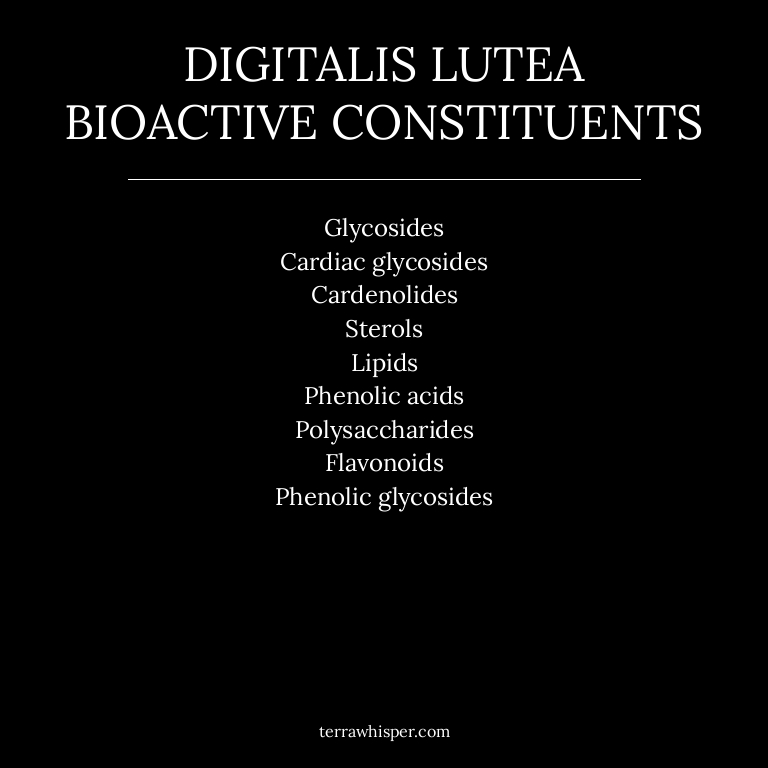 DIGITALIS LUTEA
BIOACTIVE CONSTITUENTS
Glycosides
Cardiac glycosides
Cardenolides
Sterols
Lipids
Phenolic acids
Polysaccharides
Flavonoids
Phenolic glycosides
terrawhisper.com